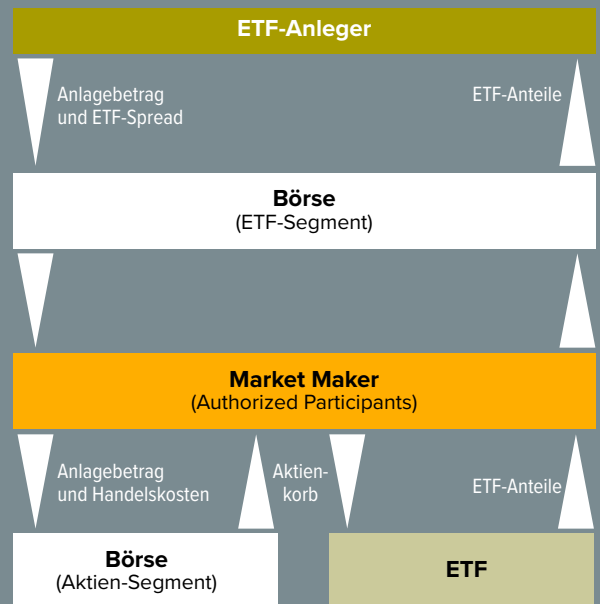 ETF-Anleger
Anlagebetrag
und ETF-Spread
ETF-Anteile
Börse
(ETF-Segment)
Market Maker
(Authorized Participants)
Anlagebetrag
und Handelskosten
Aktien-
korb
ETF-Anteile
Börse
(Aktien-Segment)
ETF